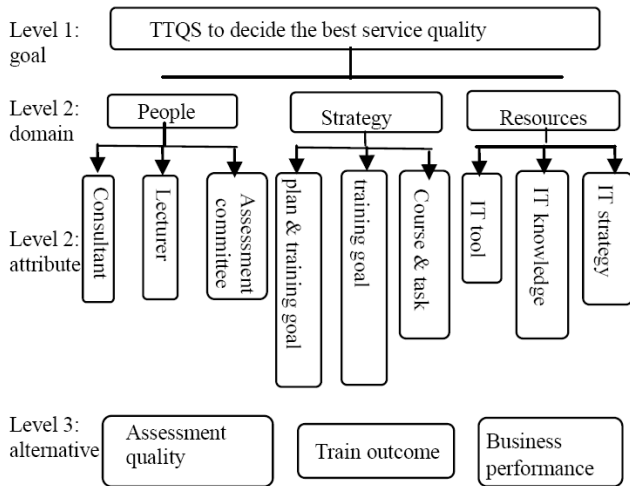 Level 1:
goal
TTQS to decide the best service quality
Level 2:
domain
People
Strategy
Resources
Level 2:
attribute
Consultant
Lecturer
Assessment
committee
plan & training goal
training goal
Course & task
IT tool
IT knowledge
IT strategy
Level 3:
alternative
Assessment
quality
Train outcome
Business
performance